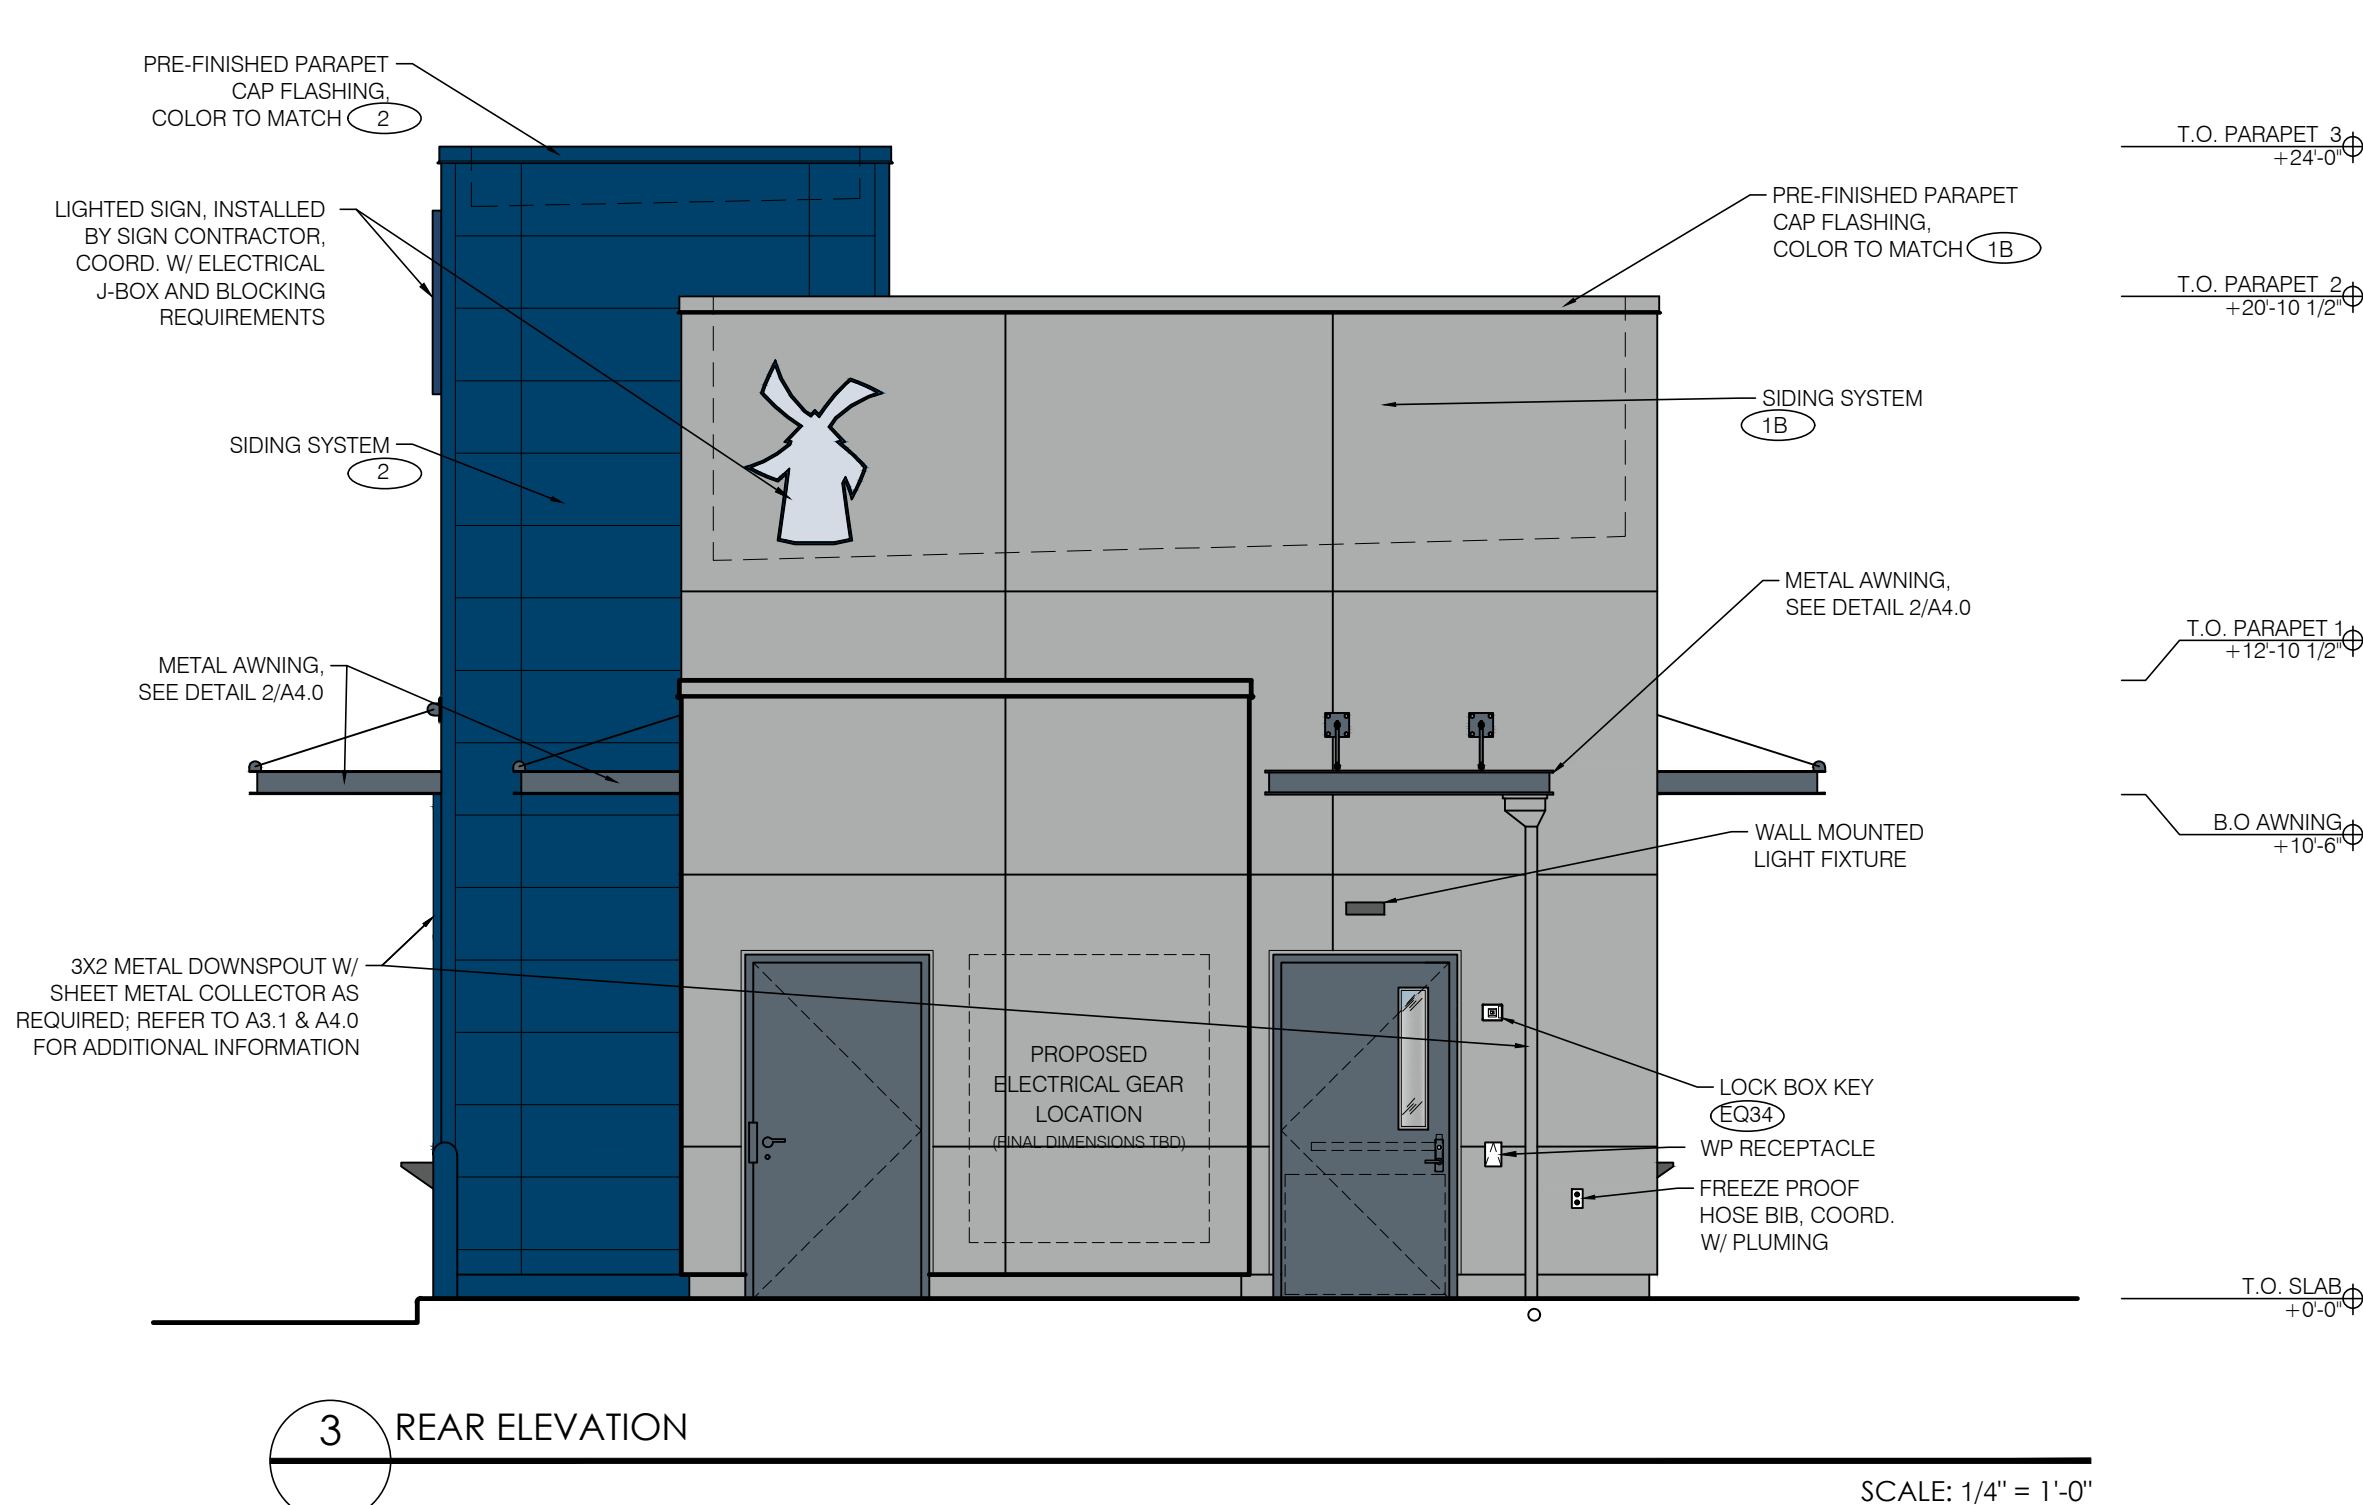 PRE-FINISHED PARAPET
CAP FLASHING,
COLOR TO MATCH 2
LIGHTED SIGN, INSTALLED
BY SIGN CONTRACTOR,
COORD. W/ ELECTRICAL
J-BOX AND BLOCKING
REQUIREMENTS
SIDING SYSTEM
2
METAL AWNING,
SEE DETAIL 2/A4.0
3X2 METAL DOWNSPOUT W/
SHEET METAL COLLECTOR AS
REQUIRED; REFER TO A3.1 & A4.0
FOR ADDITIONAL INFORMATION
PROPOSED
ELECTRICAL GEAR
LOCATION
(FINAL DIMENSIONS TBD)
PRE-FINISHED PARAPET
CAP FLASHING,
COLOR TO MATCH 1B
SIDING SYSTEM
1B
METAL AWNING,
SEE DETAIL 2/A4.0
WALL MOUNTED
LIGHT FIXTURE
LOCK BOX KEY
EQ34
WP RECEPTACLE
FREEZE PROOF
HOSE BIB, COORD.
W/ PLUMING
T.O. PARAPET 3
+24'-0"
T.O. PARAPET 2
+20'-10 1/2"
T.O. PARAPET 1
+12'-10 1/2"
B.O AWNING
+10'-6"
T.O. SLAB
+0'-0"
3 REAR ELEVATION
SCALE: 1/4" = 1'-0"